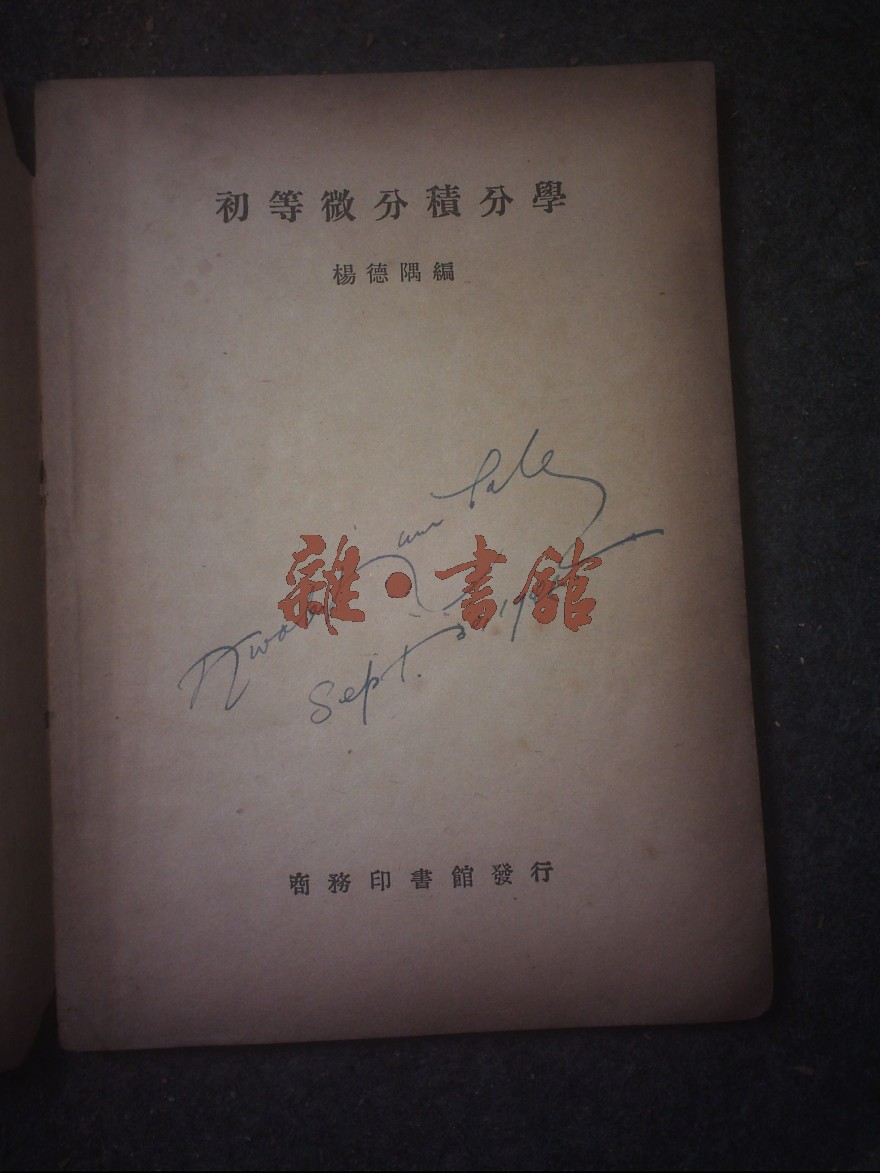 初等微分積分學
楊德隅編
雜·書館
Sept.
商務印書館發行